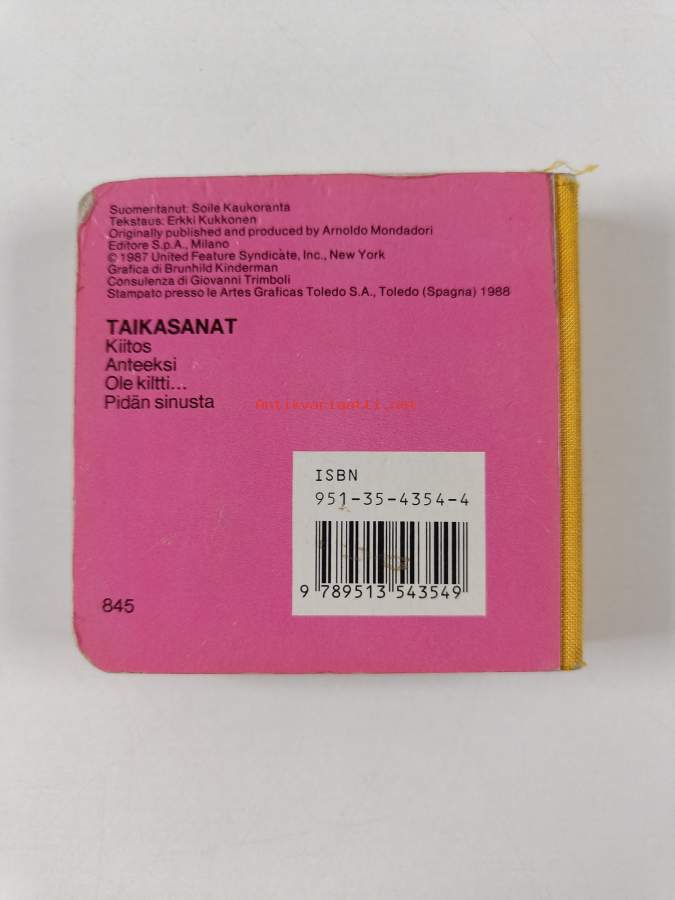 Suomentanut: Soile Kaukoranta
Tekstaus: Erkki Kukkonen
Originally published and produced by Arnoldo Mondadori
Editore S.p.A., Milano
© 1987 United Feature Syndicate, Inc., New York
Grafica di Brunhild Kinderman
Consulenza di Giovanni Trimboli
Stampato presso le Artes Graficas Toledo S.A., Toledo (Spagna) 1988
TAIKASANAT
Kiitos
Anteeksi
Ole kiltti...
Pidän sinusta
Antikvariaatti.net
ISBN
951-35-4354-4
9 789513 543549
845